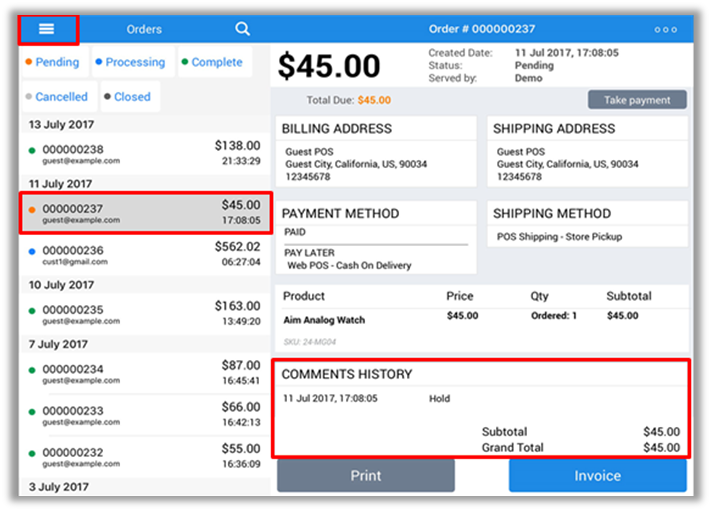 Orders
Order # 000000237
Pending
Processing
Complete
Cancelled
Closed
13 July 2017
000000238 $138.00
guest@example.com 21:33:29
11 July 2017
000000237 $45.00
guest@example.com 17:08:05
000000236 $562.02
cust1@gmail.com 06:27:04
10 July 2017
000000235 $163.00
guest@example.com 13:49:20
7 July 2017
000000234 $87.00
guest@example.com 16:45:41
000000233 $66.00
guest@example.com 16:42:13
000000232 $55.00
guest@example.com 16:36:09
3 July 2017
$45.00
Created Date: 11 Jul 2017, 17:08:05
Status: Pending
Served by: Demo
Total Due: $45.00
Take payment
BILLING ADDRESS
Guest POS
Guest City, California, US, 90034
12345678
SHIPPING ADDRESS
Guest POS
Guest City, California, US, 90034
12345678
PAYMENT METHOD
PAID
PAY LATER
Web POS - Cash On Delivery
SHIPPING METHOD
POS Shipping - Store Pickup
Product Price Qty Subtotal
Aim Analog Watch $45.00 Ordered: 1 $45.00
SKU: 24-MG04
COMMENTS HISTORY
11 Jul 2017, 17:08:05 Hold
Subtotal $45.00
Grand Total $45.00
Print
Invoice